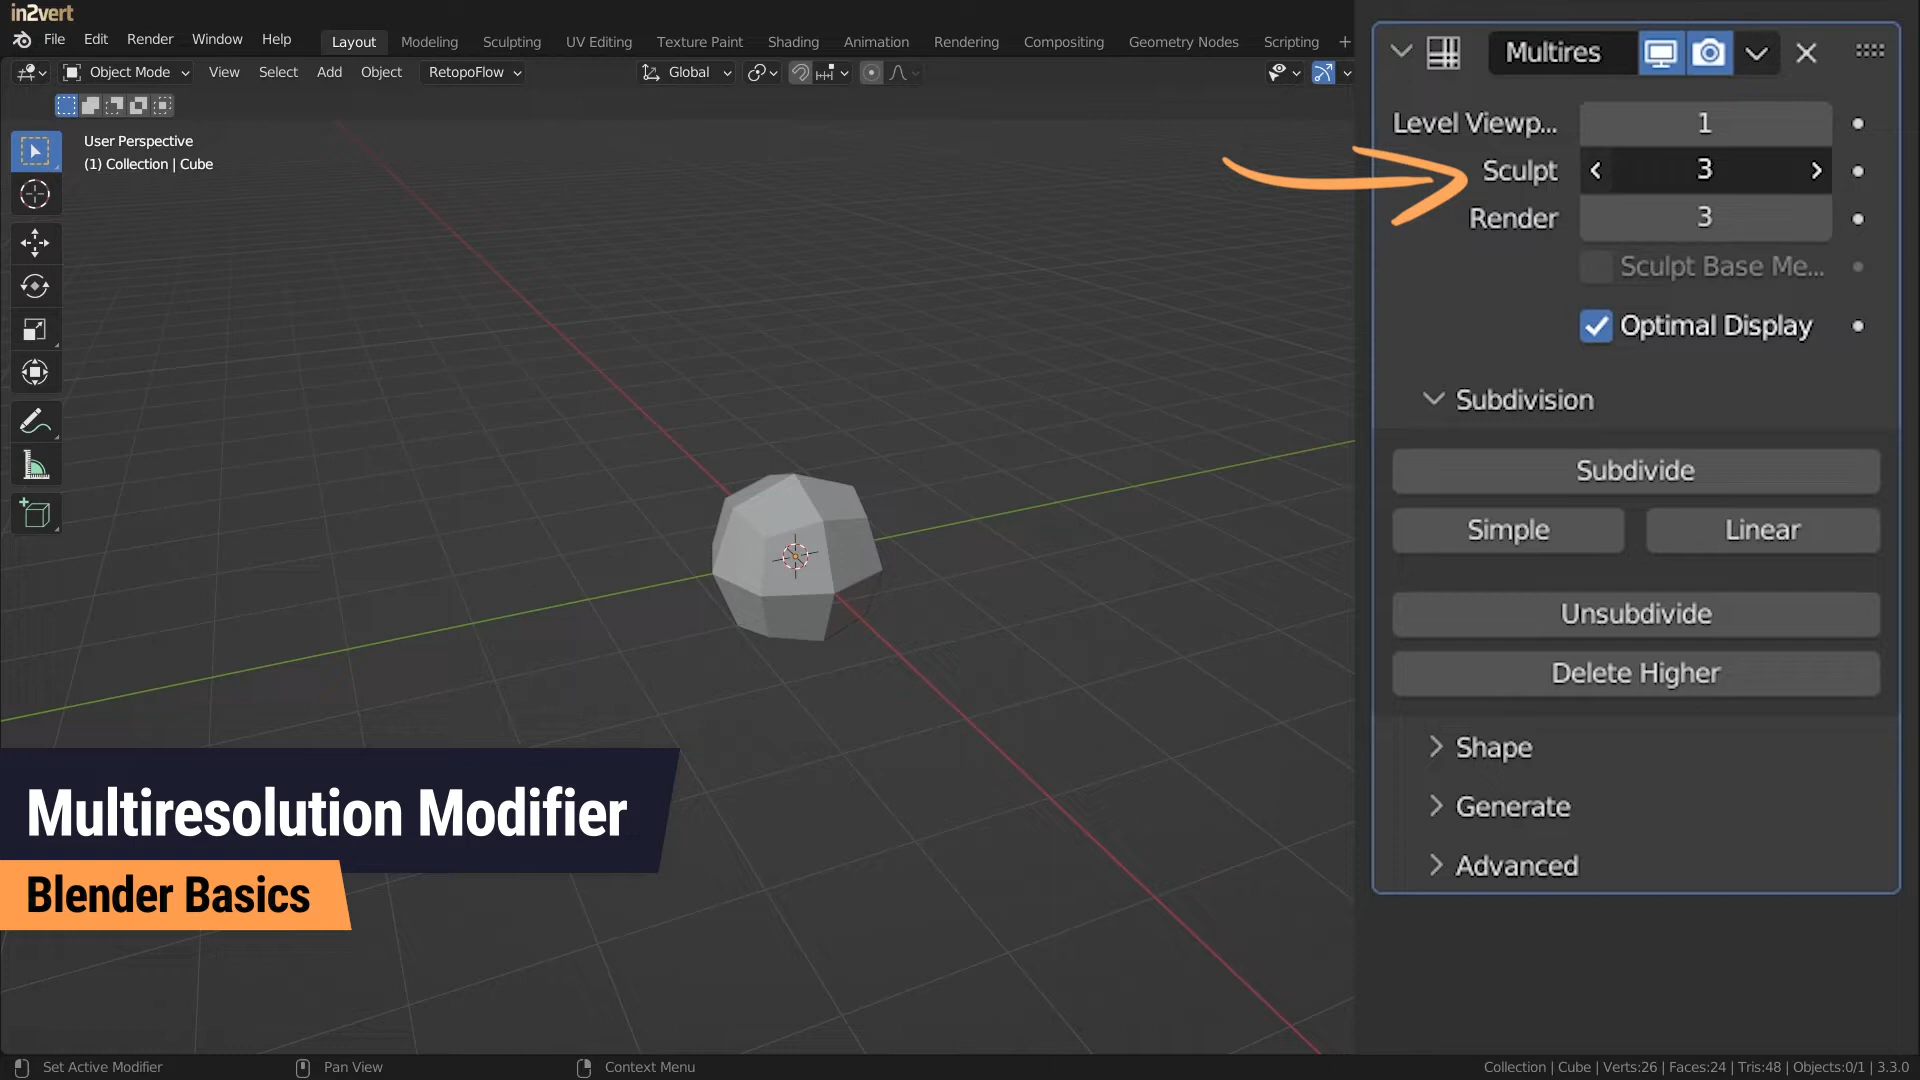 in2vert
File Edit Render Window Help Layout Modeling Sculpting UV Editing Texture Paint Shading Animation Rendering Compositing Geometry Nodes Scripting +
Object Mode View Select Add Object RetopoFlow Global
User Perspective
(1) Collection | Cube
Multires
Level Viewp... 1
Sculpt 3
Render 3
Sculpt Base Me...
Optimal Display
Subdivision
Subdivide
Simple Linear
Unsubdivide
Delete Higher
Shape
Generate
Advanced
Multiresolution Modifier
Blender Basics
Set Active Modifier Pan View Context Menu Collection | Cube | Verts:26 | Faces:24 | Tris:48 | Objects:0/1 | 3.3.0